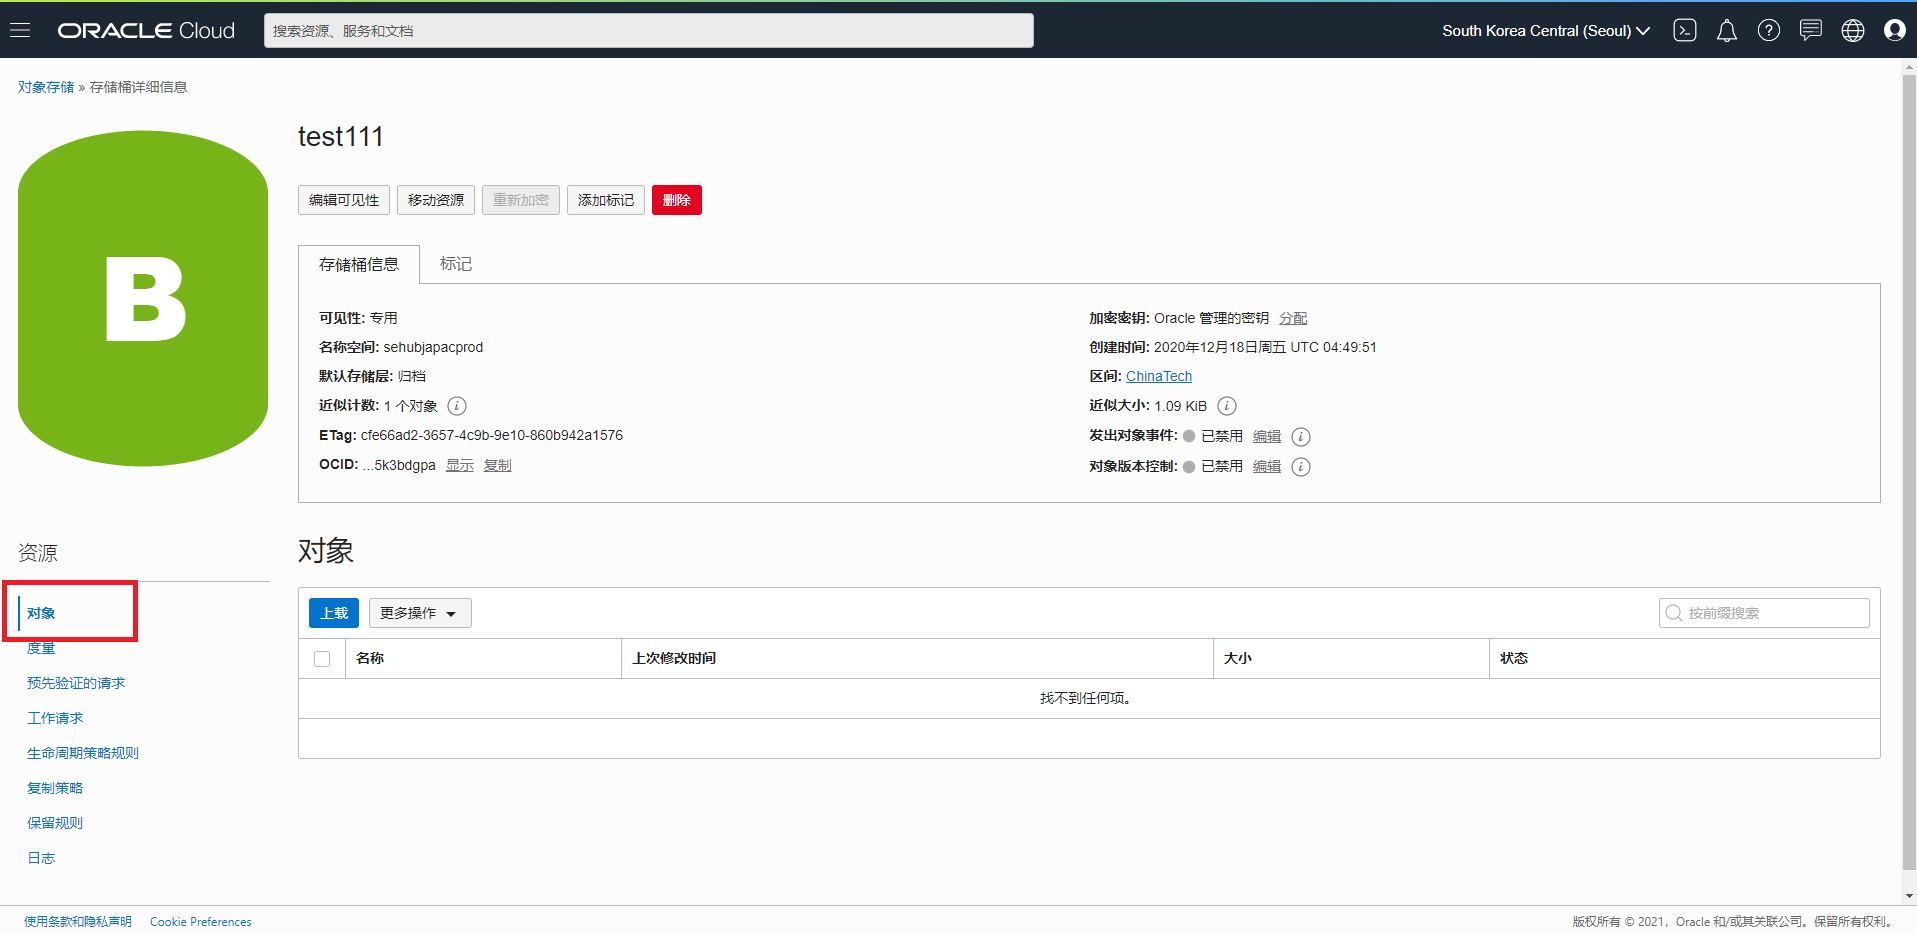 ORACLE Cloud
搜索资源、服务和文档
South Korea Central (Seoul)
对象存储 » 存储桶详细信息
B
test111
编辑可见性 移动资源 重新加密 添加标记 删除
存储桶信息 标记
可见性: 专用
名称空间: sehubjapacprod
默认存储层: 归档
近似计数: 1 个对象
ETag: cfe66ad2-3657-4c9b-9e10-860b942a1576
OCID: ...5k3bdgpa 显示 复制
加密密钥: Oracle 管理的密钥 分配
创建时间: 2020年12月18日周五 UTC 04:49:51
区间: ChinaTech
近似大小: 1.09 KiB
发出对象事件: 已禁用 编辑
对象版本控制: 已禁用 编辑
资源
对象
度量
预先验证的请求
工作请求
生命周期策略规则
复制策略
保留规则
日志
对象
上载 更多操作
按前缀搜索
名称 上次修改时间 大小 状态
找不到任何项。
使用条款和隐私声明 Cookie Preferences
版权所有 © 2021，Oracle 和/或其关联公司。保留所有权利。